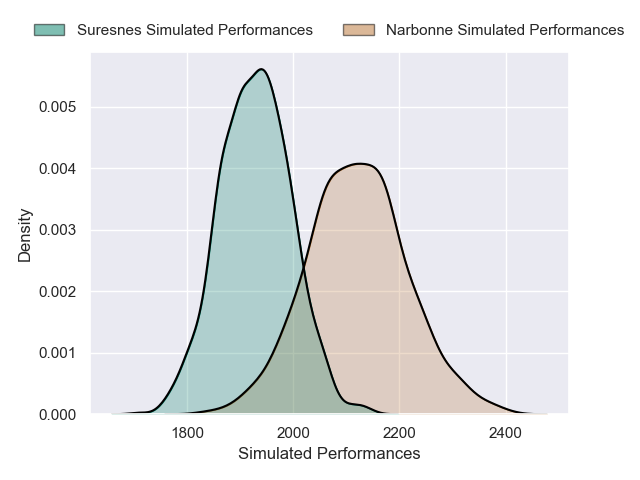 Suresnes Simulated Performances
Narbonne Simulated Performances
0.005
0.004
0.003
0.002
0.001
0.000
Density
1800
2000
2200
2400
Simulated Performances